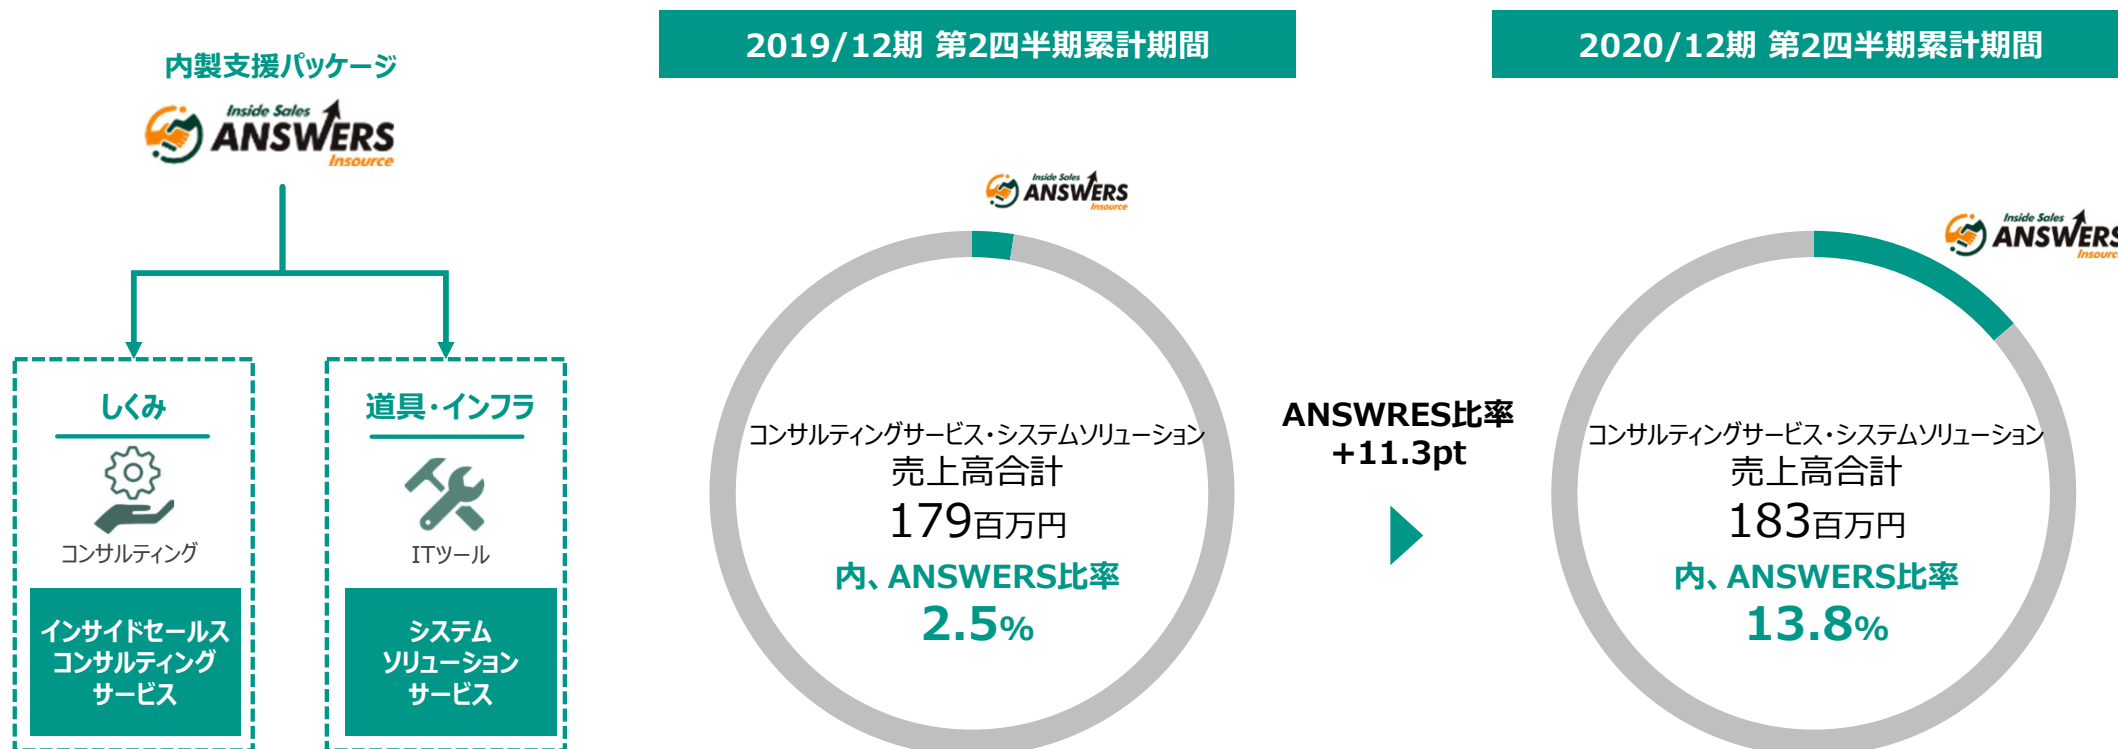 内製支援パッケージ
Inside Sales
ANSWERS
Insource
しくみ
コンサルティング
インサイドセールス
コンサルティング
サービス
道具・インフラ
ITツール
システム
ソリューション
サービス
2019/12期 第2四半期累計期間
Inside Sales
ANSWERS
Insource
コンサルティングサービス・システムソリューション
売上高合計
179百万円
内、ANSWERS比率
2.5%
ANSWRES比率
+11.3pt
2020/12期 第2四半期累計期間
Inside Sales
ANSWERS
Insource
コンサルティングサービス・システムソリューション
売上高合計
183百万円
内、ANSWERS比率
13.8%